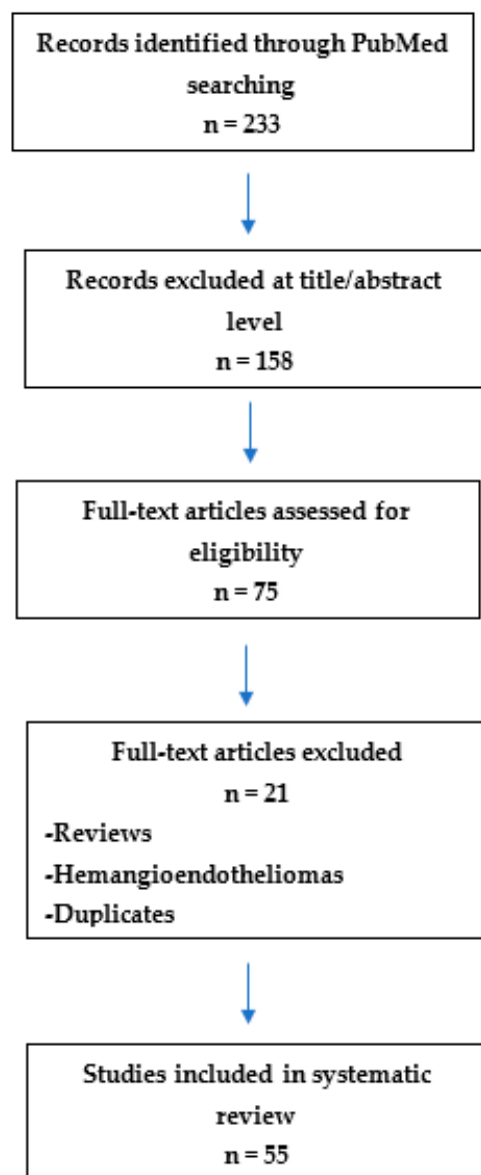 Records identified through PubMed
searching
n = 233
Records excluded at title/abstract
level
n = 158
Full-text articles assessed for
eligibility
n = 75
Full-text articles excluded
n = 21
-Reviews
-Hemangioendotheliomas
-Duplicates
Studies included in systematic
review
n = 55